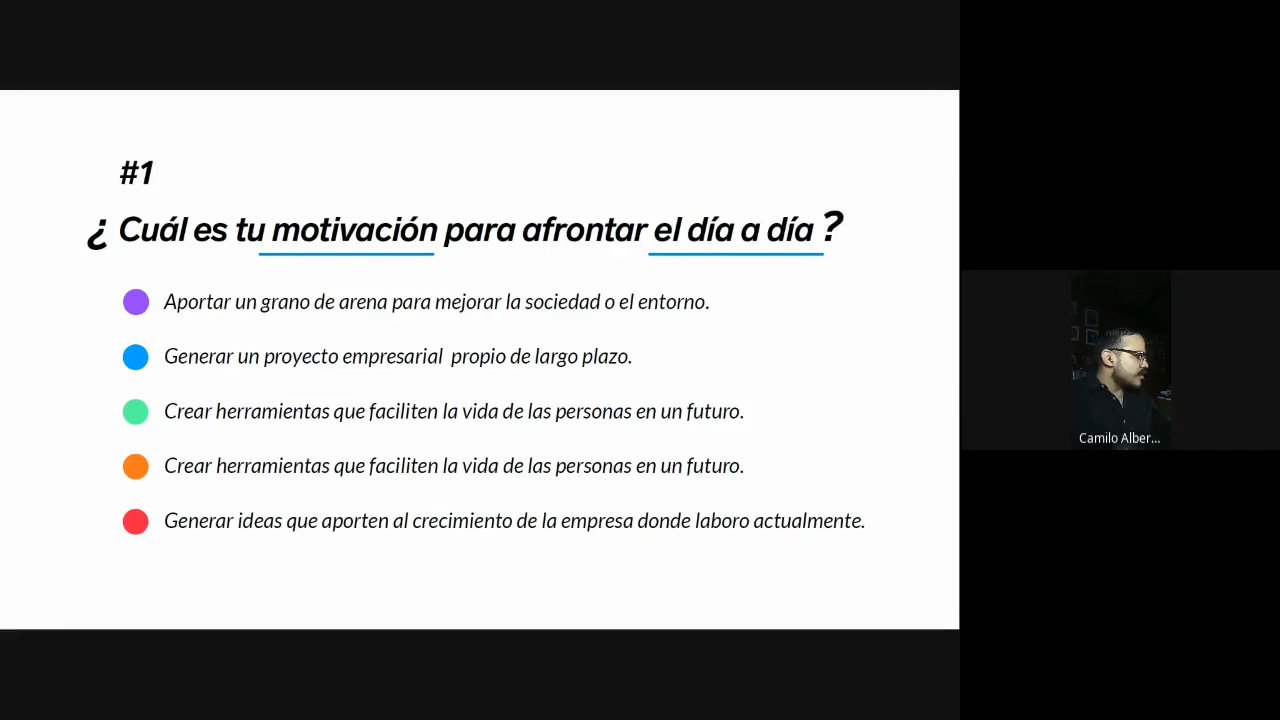 #1
¿ Cuál es tu motivación para afrontar el día a día ?
Aportar un grano de arena para mejorar la sociedad o el entorno.
Generar un proyecto empresarial propio de largo plazo.
Crear herramientas que faciliten la vida de las personas en un futuro.
Crear herramientas que faciliten la vida de las personas en un futuro.
Generar ideas que aporten al crecimiento de la empresa donde laboro actualmente.
Camilo Alber...